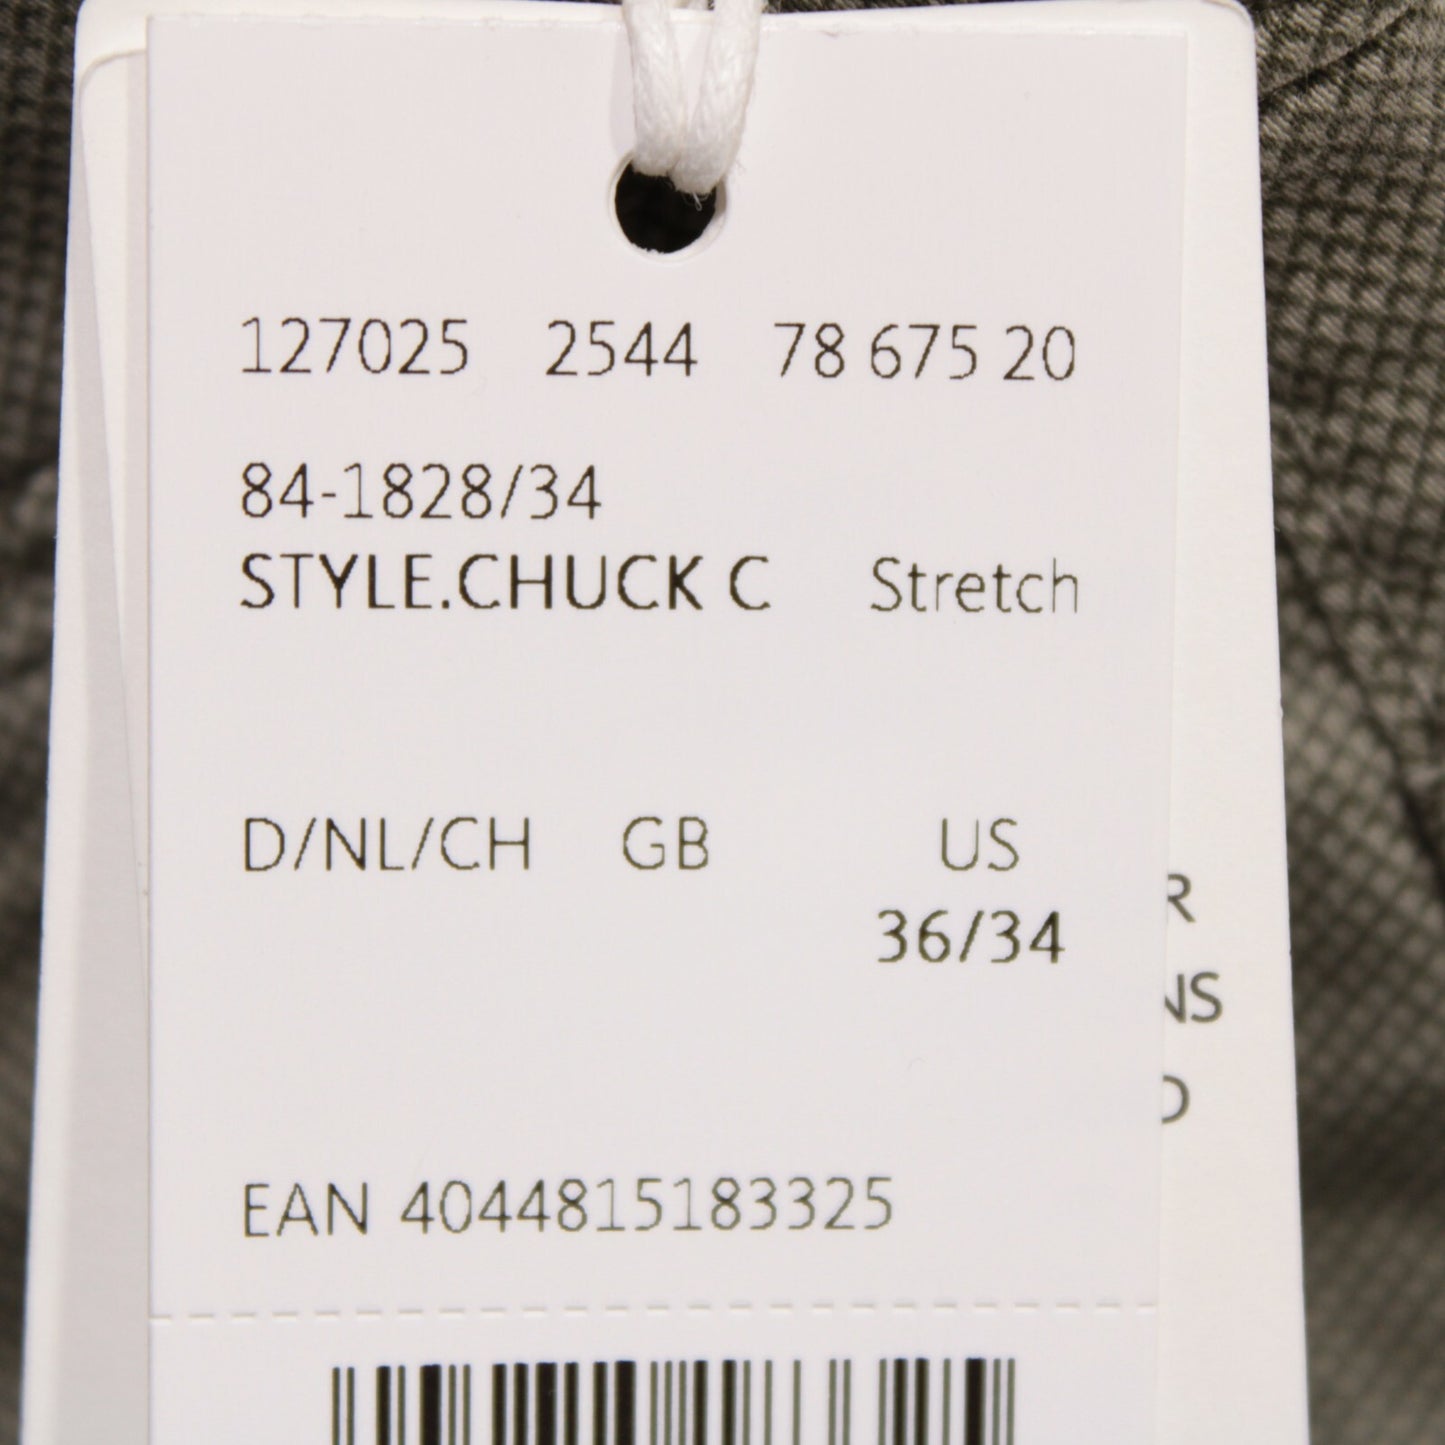 127025 2544 78 675 20
84-1828/34
STYLE.CHUCK C Stretch
D/NL/CH GB US
36/34
EAN 4044815183325